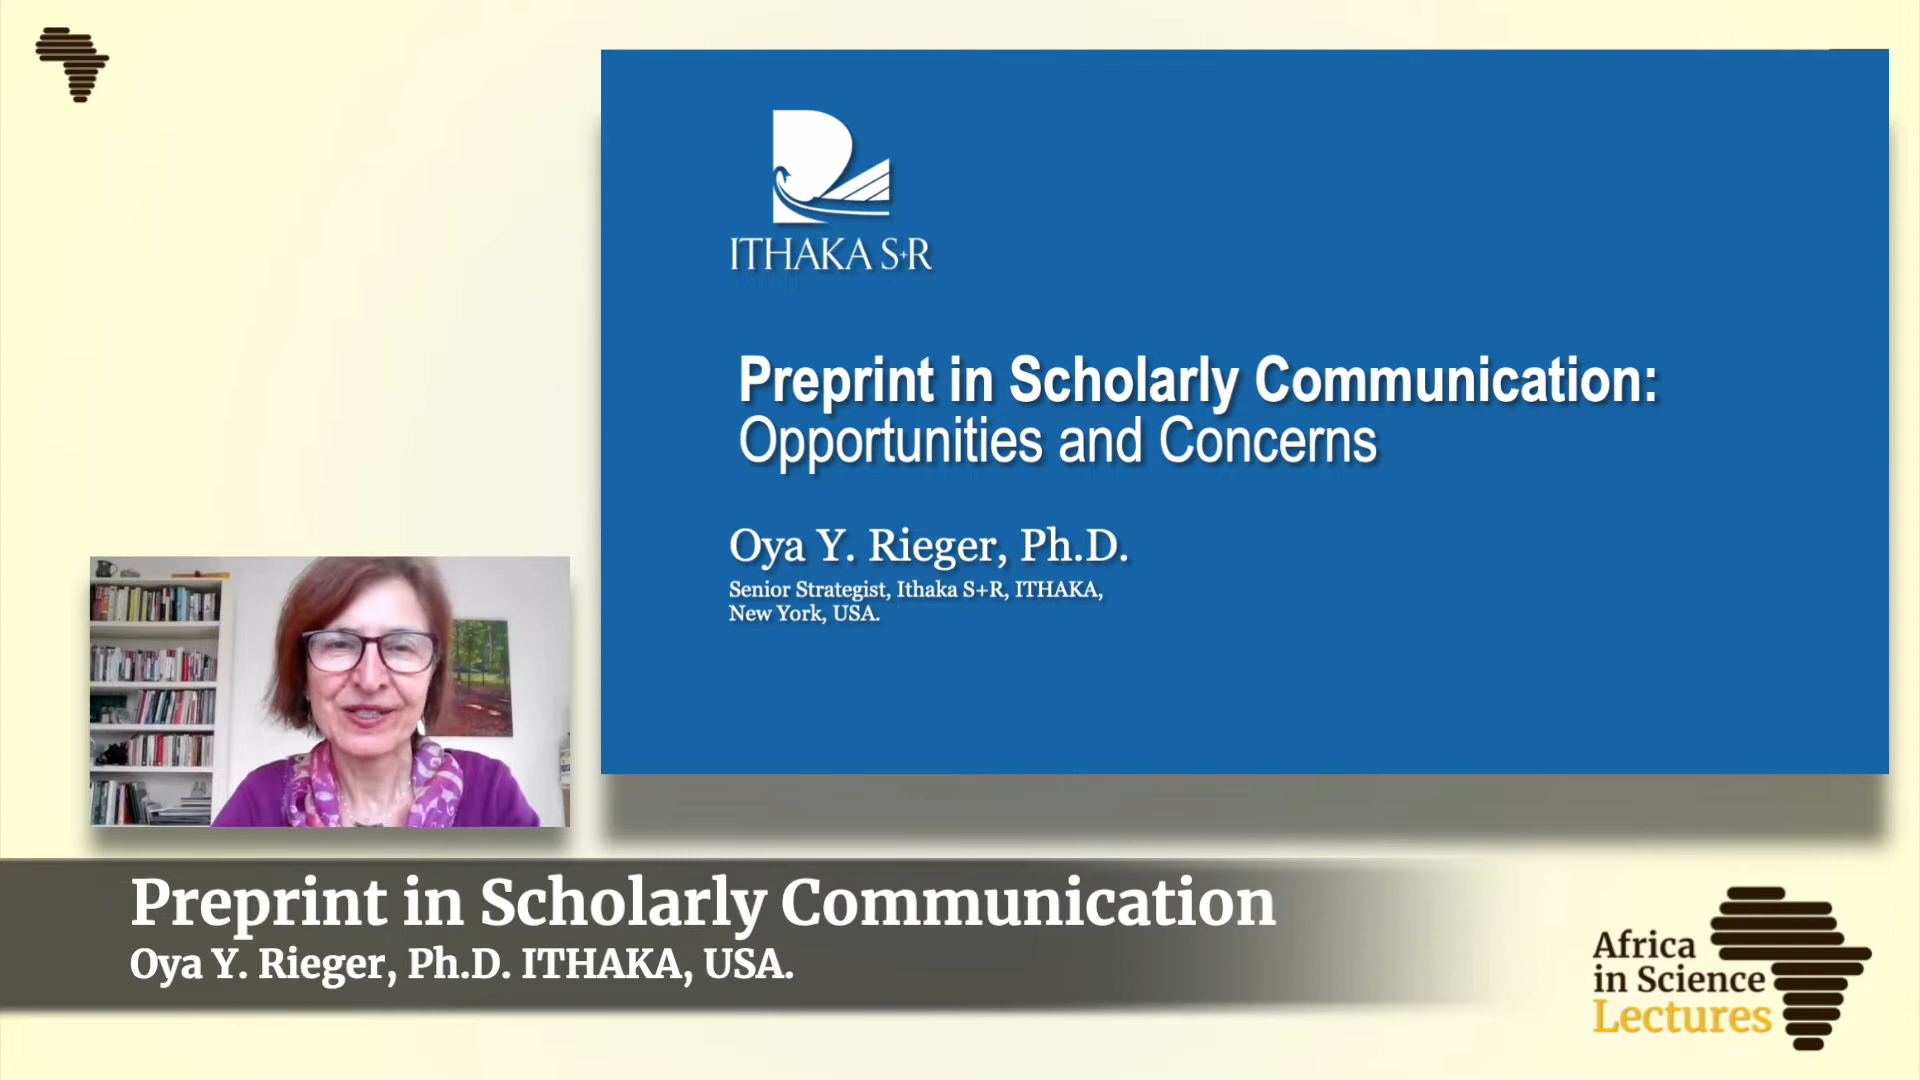 ITHAKA S+R
Preprint in Scholarly Communication:
Opportunities and Concerns
Oya Y. Rieger, Ph.D.
Senior Strategist, Ithaka S+R, ITHAKA,
New York, USA.
Preprint in Scholarly Communication
Oya Y. Rieger, Ph.D. ITHAKA, USA.
Africa
in Science
Lectures